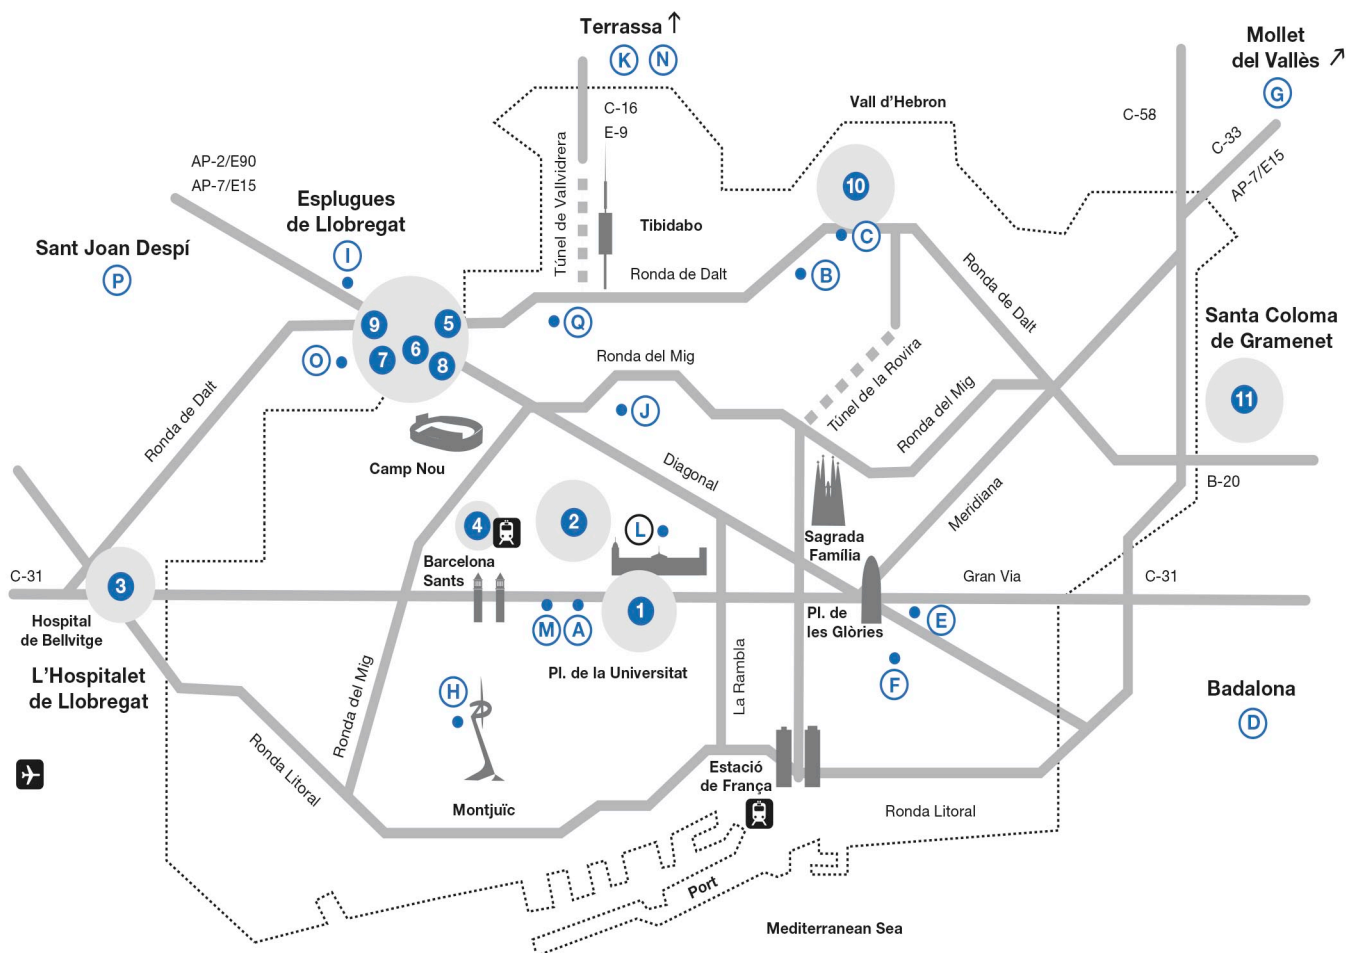 Terrassa
K N
Mollet
del Vallès
G
C-16
E-9
Vall d'Hebron
C-58
C-33
AP-7/E15
AP-2/E90
AP-7/E15
Túnel de Vallvidrera
Esplugues
de Llobregat
I
Sant Joan Despí
P
Tibidabo
10
C
B
Ronda de Dalt
Ronda de Dalt
Q
9 5
6
7 8
O
Ronda del Mig
Túnel de la Rovira
Santa Coloma
de Gramenet
11
J
Ronda del Mig
Ronda de Dalt
Camp Nou
Diagonal
Meridiana
B-20
4
2
L
Sagrada
Família
Barcelona
Sants
C-31
3
Gran Via
C-31
Hospital
de Bellvitge
M A
1
Pl. de
les Glòries
E
L'Hospitalet
de Llobregat
Pl. de la Universitat
La Rambla
F
Badalona
D
H
Ronda del Mig
Ronda Litoral
Estació
de França
Montjuïc
Ronda Litoral
Port
Mediterranean Sea